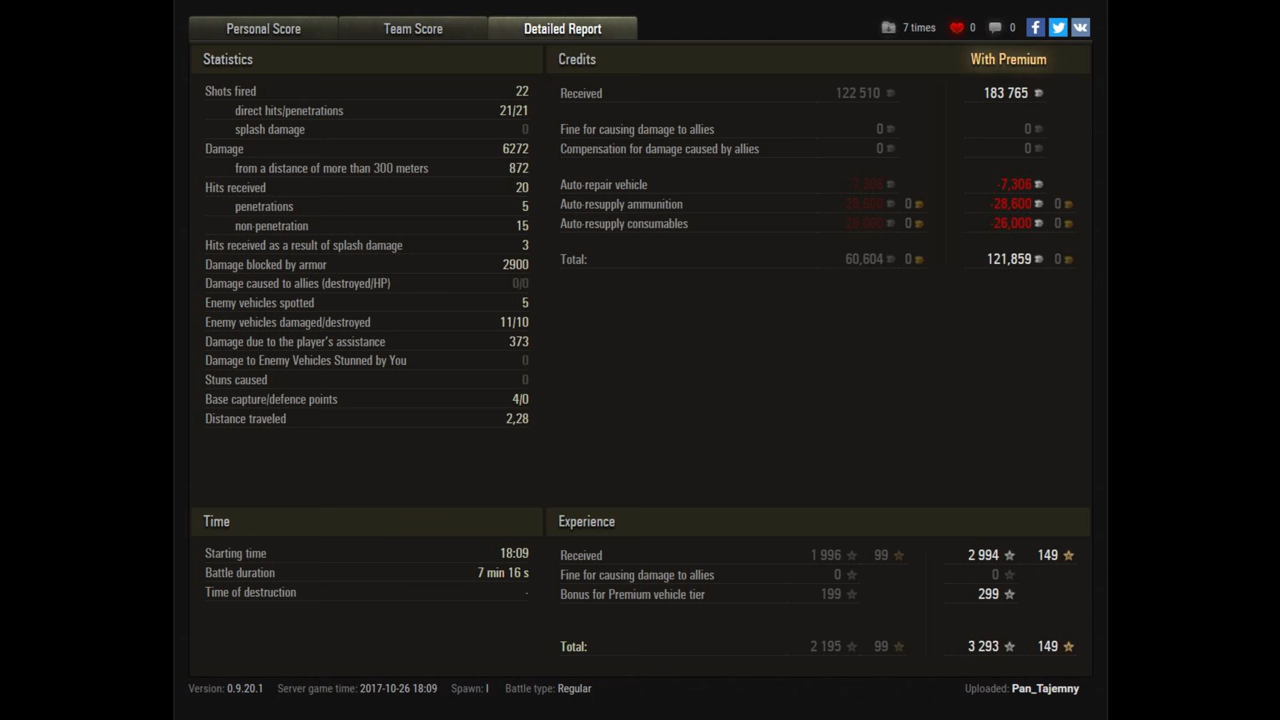 Personal Score Team Score Detailed Report 7 times 0 0
Statistics
Shots fired 22
direct hits/penetrations 21/21
splash damage 0
Damage 6272
from a distance of more than 300 meters 872
Hits received 20
penetrations 5
non-penetration 15
Hits received as a result of splash damage 3
Damage blocked by armor 2900
Damage caused to allies (destroyed/HP) 0/0
Enemy vehicles spotted 5
Enemy vehicles damaged/destroyed 11/10
Damage due to the player's assistance 373
Damage to Enemy Vehicles Stunned by You 0
Stuns caused 0
Base capture/defence points 4/0
Distance traveled 2,28
Credits With Premium
Received 122 510 183 765
Fine for causing damage to allies 0 0
Compensation for damage caused by allies 0 0
Auto-repair vehicle -7,306 -7,306
Auto-resupply ammunition 0 -28,600 0
Auto-resupply consumables 0 -26,000 0
Total: 60,604 0 121,859 0
Time
Starting time 18:09
Battle duration 7 min 16 s
Time of destruction -
Experience
Received 1 996 99 2 994 149
Fine for causing damage to allies 0 0
Bonus for Premium vehicle tier 199 299
Total: 2 195 99 3 293 149
Version: 0.9.20.1 Server game time: 2017-10-26 18:09 Spawn: I Battle type: Regular Uploaded: Pan_Tajemny